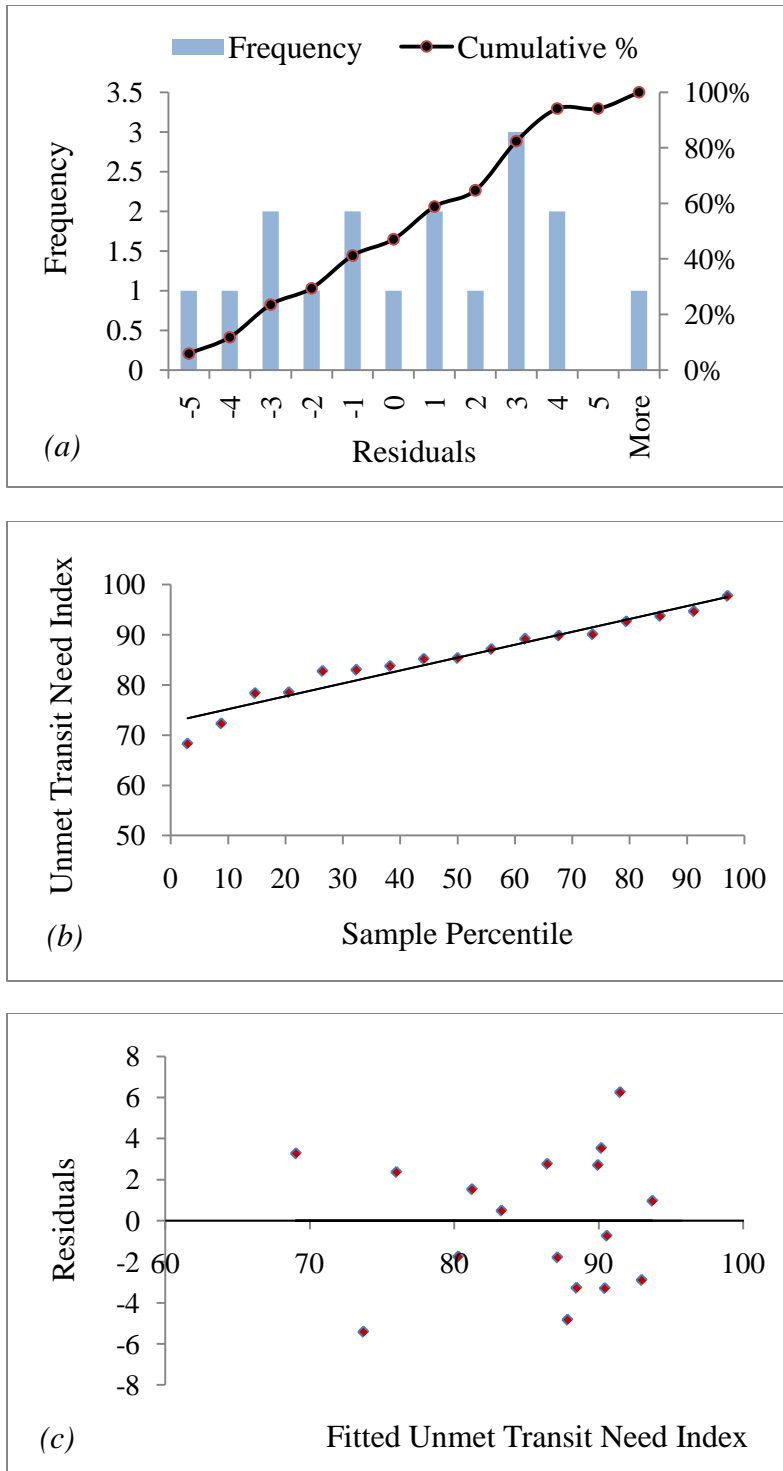 Frequency Cumulative %
3.5 100%
3
2.5 80%
2 60%
1.5 40%
1
0.5 20%
0 0%
Frequency
-5 -4 -3 -2 -1 0 1 2 3 4 5 More
(a) Residuals
100
90
80
70
60
50
Unmet Transit Need Index
0 10 20 30 40 50 60 70 80 90 100
(b) Sample Percentile
8
6
4
2
0
-2
-4
-6
-8
Residuals
60 70 80 90 100
(c) Fitted Unmet Transit Need Index